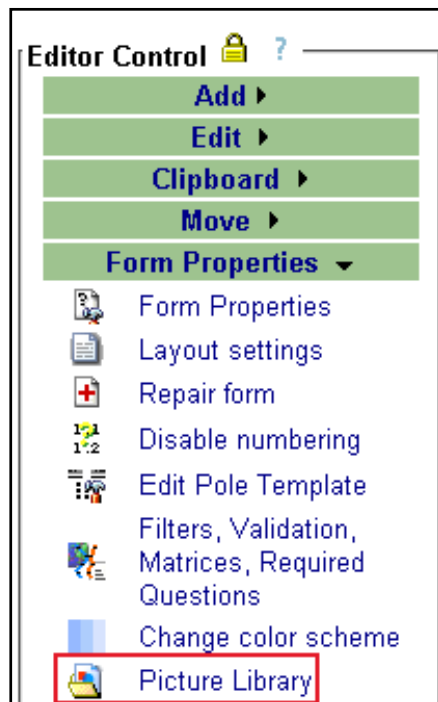 Editor Control ?
Add
Edit
Clipboard
Move
Form Properties
Form Properties
Layout settings
Repair form
Disable numbering
Edit Pole Template
Filters, Validation,
Matrices, Required
Questions
Change color scheme
Picture Library